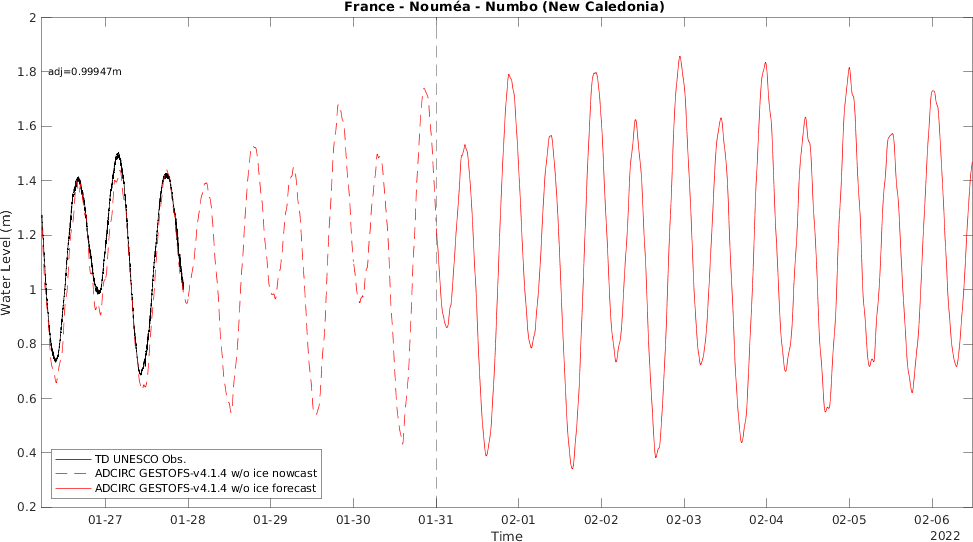 France - Nouméa - Numbo (New Caledonia)
2
1.8
1.6
1.4
1.2
1
0.8
0.6
0.4
0.2
Water Level (m)
adj=0.99947m
TD UNESCO Obs.
ADCIRC GESTOFS-v4.1.4 w/o ice nowcast
ADCIRC GESTOFS-v4.1.4 w/o ice forecast
01-27 01-28 01-29 01-30 01-31 02-01 02-02 02-03 02-04 02-05 02-06
Time
2022